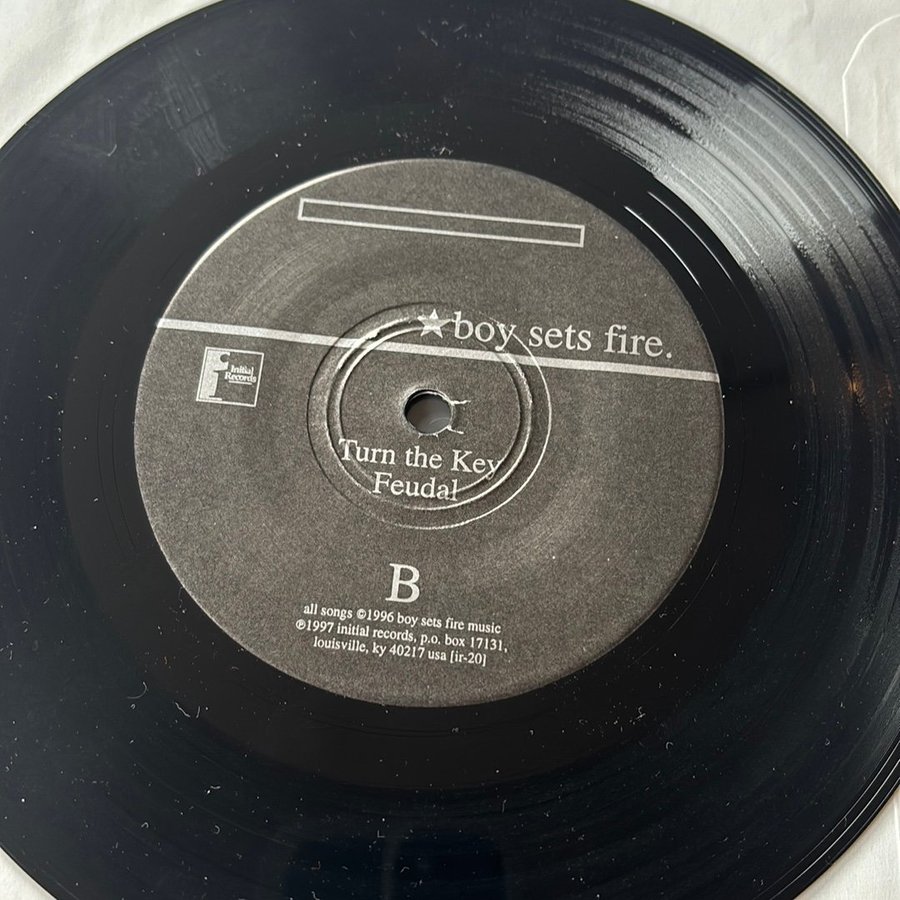 ★boy sets fire.
Initial
Records
Turn the Key
Feudal
B
all songs ©1996 boy sets fire music
℗1997 initial records, p.o. box 17131,
louisville, ky 40217 usa [ir-20]